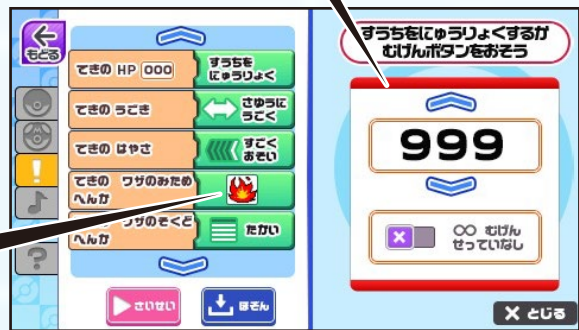 もどる
てきの HP 000
すうちを
にゅうりょく
てきの うごき
さゆうに
うごく
てきの はやさ
すごく
おそい
てきの ワザのみため
へんか
ワザのそくど
へんか
たかい
さいせい
ほぞん
すうちをにゅうりょくするか
むげんボタンをおそう
999
∞ むげん
せっていなし
X とじる